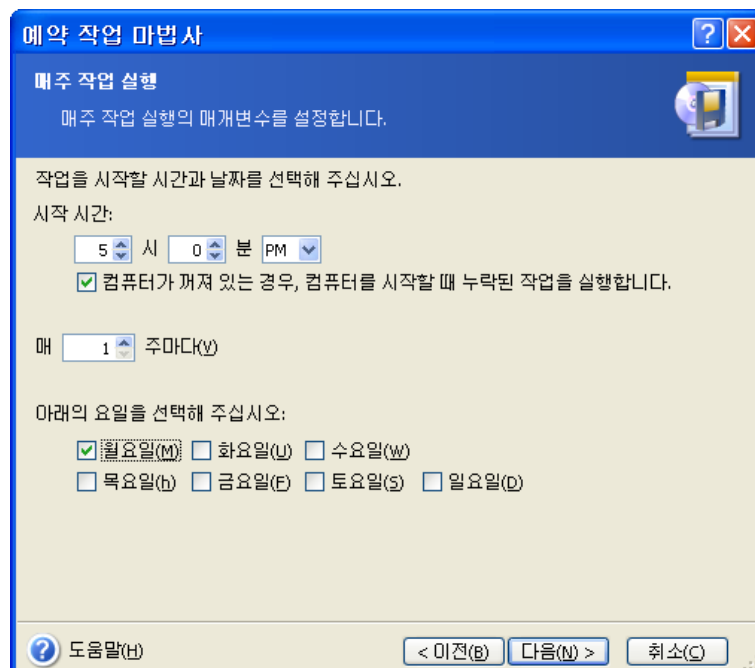 예약 작업 마법사
매주 작업 실행
매주 작업 실행의 매개변수를 설정합니다.
작업을 시작할 시간과 날짜를 선택해 주십시오.
시작 시간:
5 시 0 분 PM
컴퓨터가 꺼져 있는 경우, 컴퓨터를 시작할 때 누락된 작업을 실행합니다.
매 1 주마다(V)
아래의 요일을 선택해 주십시오:
월요일(M) 화요일(U) 수요일(W)
목요일(h) 금요일(F) 토요일(S) 일요일(D)
도움말(H) < 이전(B) 다음(N) > 취소(C)